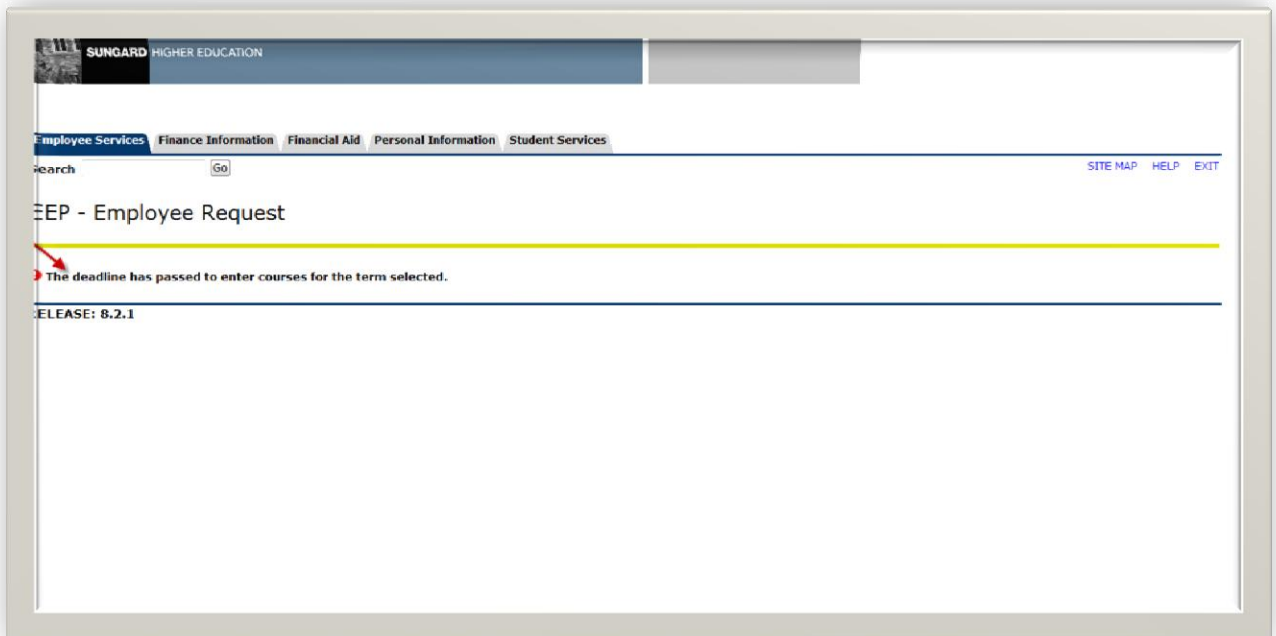 SUNGARD HIGHER EDUCATION
Employee Services Finance Information Financial Aid Personal Information Student Services
Search Go SITE MAP HELP EXIT
EEP - Employee Request
The deadline has passed to enter courses for the term selected.
RELEASE: 8.2.1